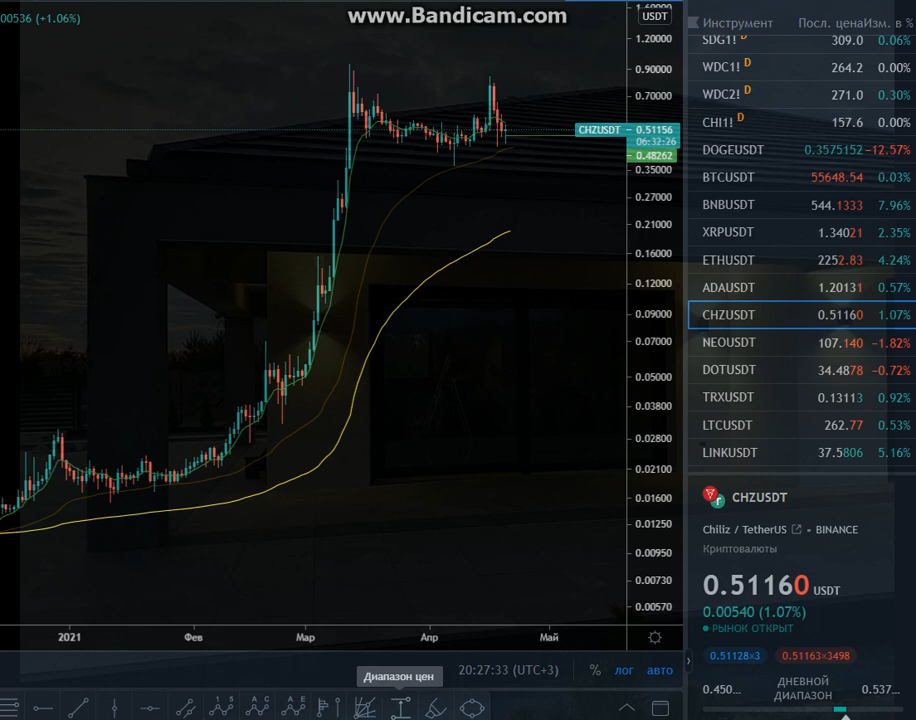 www.Bandicam.com
00536 (+1.06%)
USDT
1.60000
1.20000
0.90000
0.70000
CHZUSDT
0.51156
06:32:26
0.48262
0.35000
0.27000
0.21000
0.16000
0.12000
0.09000
0.07000
0.05000
0.03800
0.02800
0.02100
0.01600
0.01250
0.00950
0.00730
0.00570
2021 Фев Мар Апр Май
Диапазон цен
20:27:33 (UTC+3) % лог авто
1 5
A C
A E
Инструмент Посл. цена Изм. в %
SDG1! D 309.0 0.06%
WDC1! D 264.2 0.00%
WDC2! D 271.0 0.30%
CHI1! D 157.6 0.00%
DOGEUSDT 0.3575152 −12.57%
BTCUSDT 55648.54 0.03%
BNBUSDT 544.1333 7.96%
XRPUSDT 1.34021 2.35%
ETHUSDT 2252.83 4.24%
ADAUSDT 1.20131 0.57%
CHZUSDT 0.51160 1.07%
NEOUSDT 107.140 −1.82%
DOTUSDT 34.4878 −0.72%
TRXUSDT 0.13113 0.92%
LTCUSDT 262.77 0.53%
LINKUSDT 37.5806 5.16%
CHZUSDT
Chiliz / TetherUS • BINANCE
Криптовалюты
0.51160 USDT
0.00540 (1.07%)
РЫНОК ОТКРЫТ
0.51128×3 0.51163×3498
0.450... ДНЕВНОЙ ДИАПАЗОН 0.537...